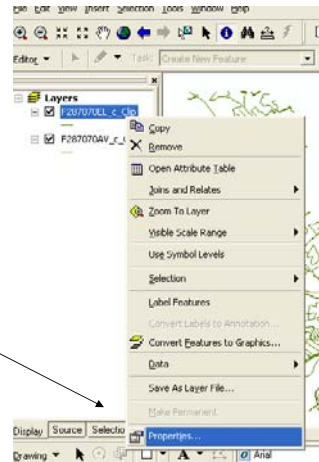 File Edit View Insert Selection Tools Window Help
Editor Task: Create New Feature
Layers
F287070EL_c_Clip
F287070AV_c_C
Copy
Remove
Open Attribute Table
Joins and Relates
Zoom To Layer
Visible Scale Range
Use Symbol Levels
Selection
Label Features
Convert Labels to Annotation...
Convert Features to Graphics...
Data
Save As Layer File...
Make Permanent
Properties...
Display Source Selection
Drawing A Arial